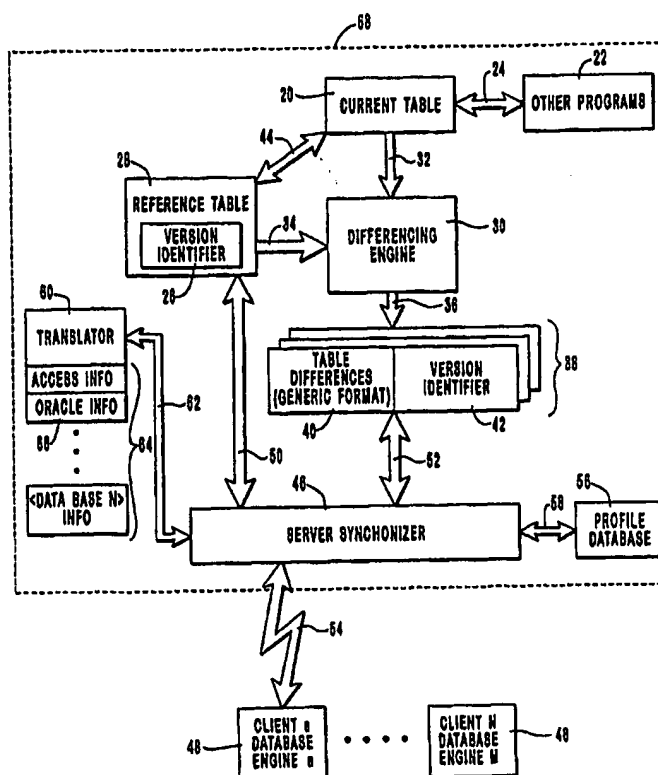 68
20
CURRENT TABLE
24
22
OTHER PROGRAMS
44
32
28
REFERENCE TABLE
VERSION
IDENTIFIER
26
34
30
DIFFERENCING
ENGINE
36
60
TRANSLATOR
ACCESS INFO
ORACLE INFO
66
64
62
<DATA BASE N>
INFO
TABLE
DIFFERENCES
(GENERIC FORMAT)
VERSION
IDENTIFIER
38
40
42
50
52
46
SERVER SYNCHONIZER
58
56
PROFILE
DATABASE
54
48
CLIENT n
DATABASE
ENGINE m
CLIENT N
DATABASE
ENGINE M
48